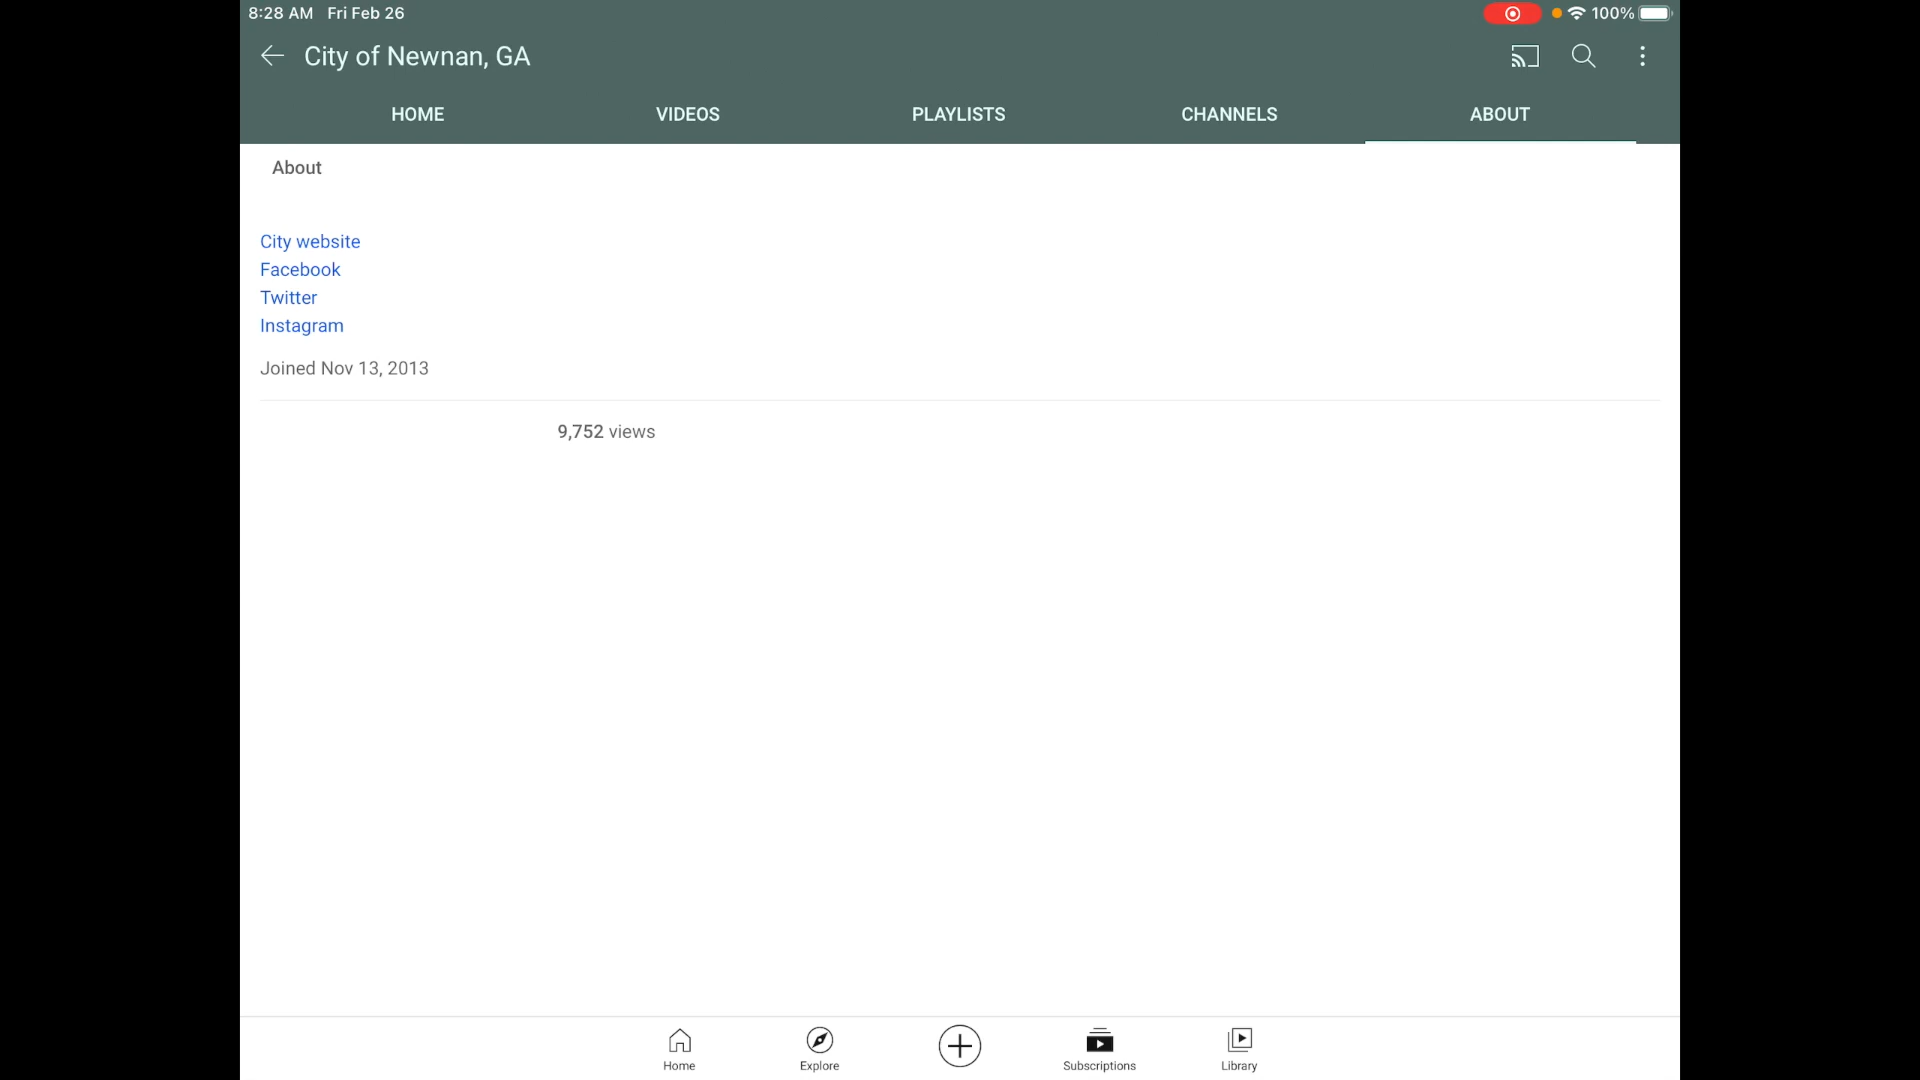 8:28 AM Fri Feb 26 100%
City of Newnan, GA
HOME VIDEOS PLAYLISTS CHANNELS ABOUT
About
City website
Facebook
Twitter
Instagram
Joined Nov 13, 2013
9,752 views
Home Explore Subscriptions Library